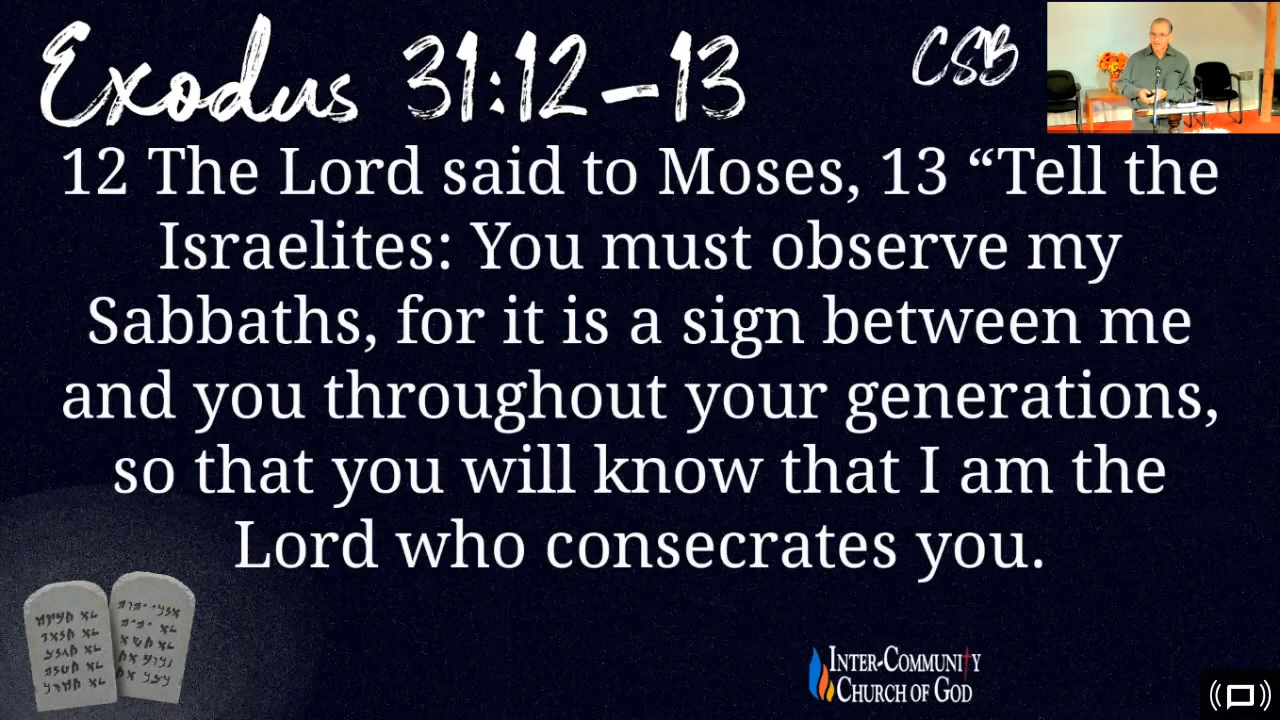 Exodus 31:12-13
CSB
12 The Lord said to Moses, 13 “Tell the
Israelites: You must observe my
Sabbaths, for it is a sign between me
and you throughout your generations,
so that you will know that I am the
Lord who consecrates you.
INTER-COMMUNITY
CHURCH OF GOD